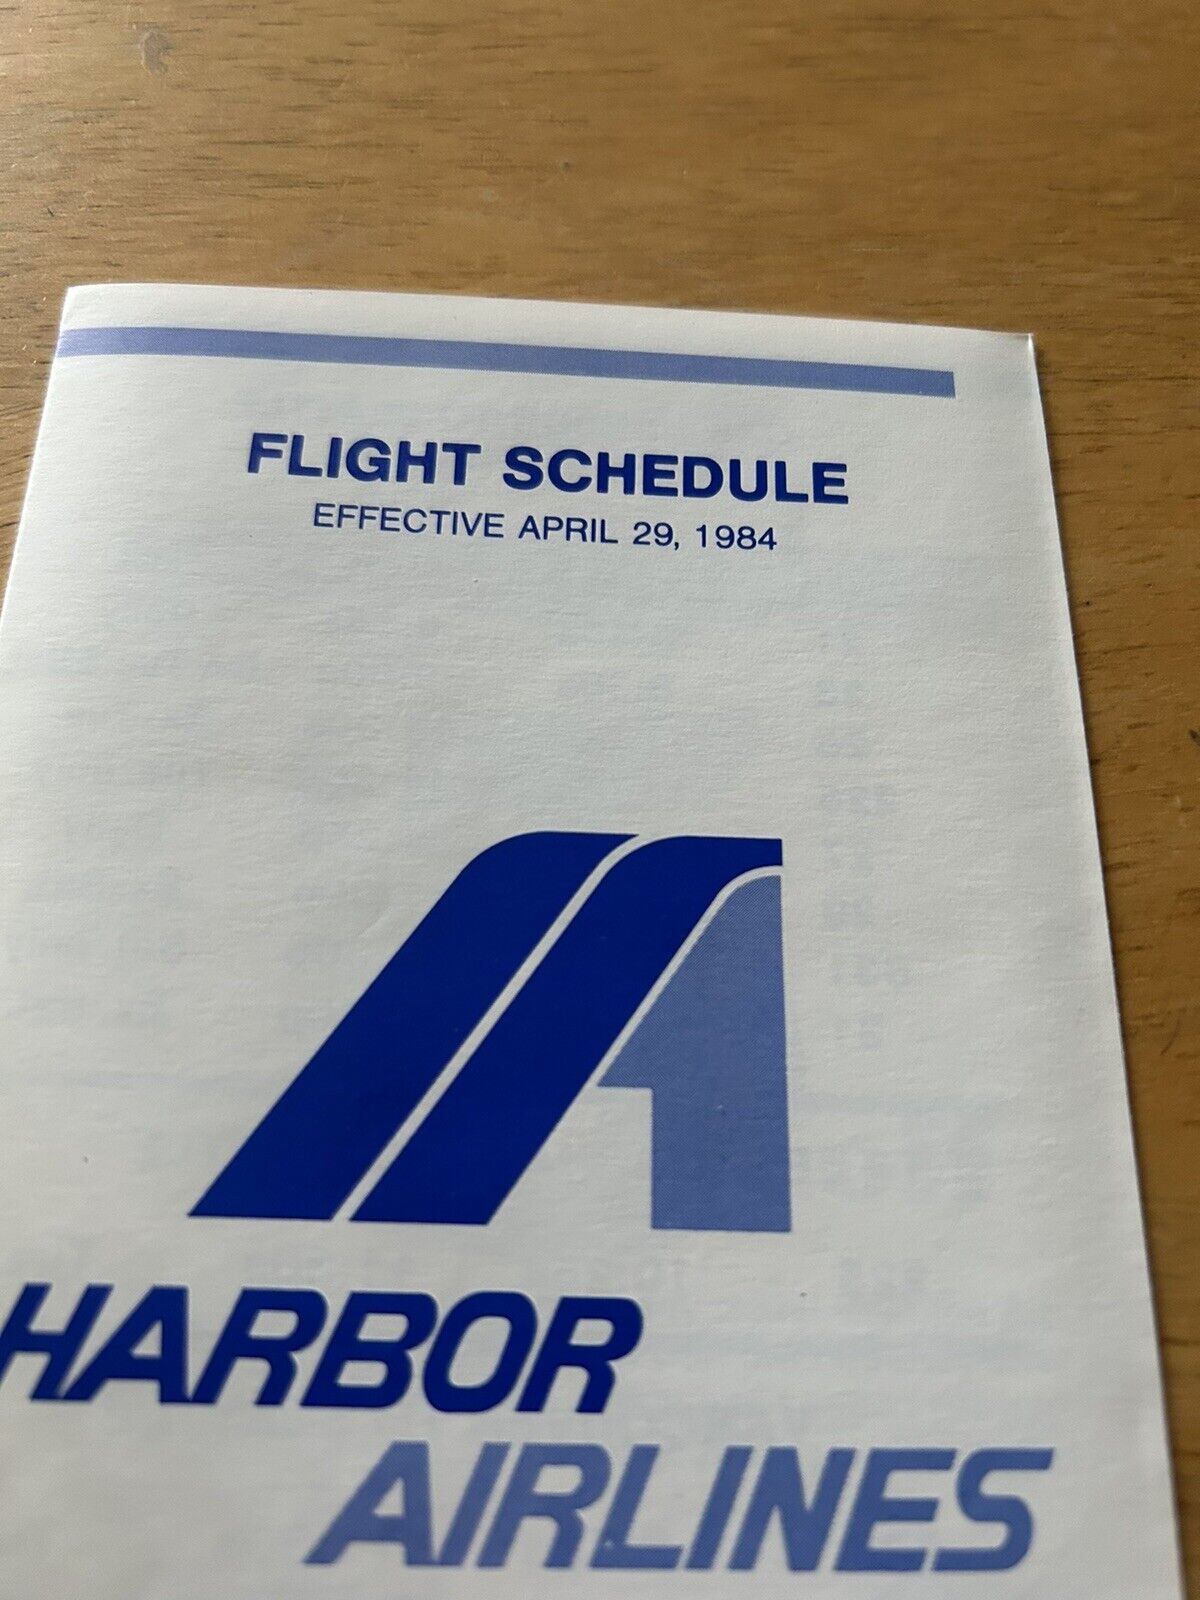 FLIGHT SCHEDULE
EFFECTIVE APRIL 29, 1984
HARBOR
AIRLINES